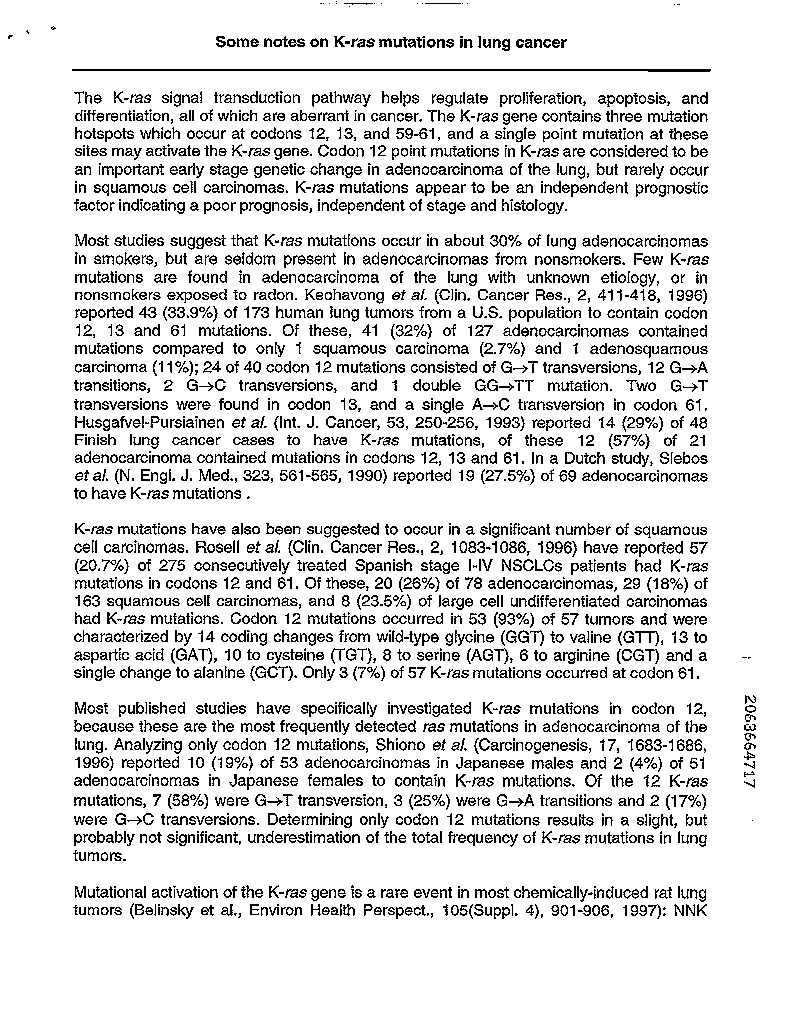 Some notes on K-ras mutations in lung cancer
The K-ras signal transduction pathway helps regulate proliferation, apoptosis, and
differentiation, all of which are aberrant in cancer. The K-ras gene contains three mutation
hotspots which occur at codons 12, 13, and 59-61, and a single point mutation at these
sites may activate the K-ras gene. Codon 12 point mutations in K-ras are considered to be
an important early stage genetic change in adenocarcinoma of the lung, but rarely occur
in squamous cell carcinomas. K-ras mutations appear to be an independent prognostic
factor indicating a poor prognosis, independent of stage and histology.
Most studies suggest that K-ras mutations occur in about 30% of lung adenocarcinomas
in smokers, but are seldom present in adenocarcinomas from nonsmokers. Few K-ras
mutations are found in adenocarcinoma of the lung with unknown etiology, or in
nonsmokers exposed to radon. Keohavong et al. (Clin. Cancer Res., 2, 411-418, 1996)
reported 43 (33.9%) of 173 human lung tumors from a U.S. population to contain codon
12, 13 and 61 mutations. Of these, 41 (32%) of 127 adenocarcinomas contained
mutations compared to only 1 squamous carcinoma (2.7%) and 1 adenosquamous
carcinoma (11%); 24 of 40 codon 12 mutations consisted of G→T transversions, 12 G→A
transitions, 2 G→C transversions, and 1 double GG→TT mutation. Two G→T
transversions were found in codon 13, and a single A→C transversion in codon 61.
Husgafvel-Pursiainen et al. (Int. J. Cancer, 53, 250-256, 1993) reported 14 (29%) of 48
Finish lung cancer cases to have K-ras mutations, of these 12 (57%) of 21
adenocarcinoma contained mutations in codons 12, 13 and 61. In a Dutch study, Slebos
et al. (N. Engl. J. Med., 323, 561-565, 1990) reported 19 (27.5%) of 69 adenocarcinomas
to have K-ras mutations .
K-ras mutations have also been suggested to occur in a significant number of squamous
cell carcinomas. Rosell et al. (Clin. Cancer Res., 2, 1083-1086, 1996) have reported 57
(20.7%) of 275 consecutively treated Spanish stage I-IV NSCLCs patients had K-ras
mutations in codons 12 and 61. Of these, 20 (26%) of 78 adenocarcinomas, 29 (18%) of
163 squamous cell carcinomas, and 8 (23.5%) of large cell undifferentiated carcinomas
had K-ras mutations. Codon 12 mutations occurred in 53 (93%) of 57 tumors and were
characterized by 14 coding changes from wild-type glycine (GGT) to valine (GTT), 13 to
aspartic acid (GAT), 10 to cysteine (TGT), 8 to serine (AGT), 6 to arginine (CGT) and a
single change to alanine (GCT). Only 3 (7%) of 57 K-ras mutations occurred at codon 61.
Most published studies have specifically investigated K-ras mutations in codon 12,
because these are the most frequently detected ras mutations in adenocarcinoma of the
lung. Analyzing only codon 12 mutations, Shiono et al. (Carcinogenesis, 17, 1683-1686,
1996) reported 10 (19%) of 53 adenocarcinomas in Japanese males and 2 (4%) of 51
adenocarcinomas in Japanese females to contain K-ras mutations. Of the 12 K-ras
mutations, 7 (58%) were G→T transversion, 3 (25%) were G→A transitions and 2 (17%)
were G→C transversions. Determining only codon 12 mutations results in a slight, but
probably not significant, underestimation of the total frequency of K-ras mutations in lung
tumors.
Mutational activation of the K-ras gene is a rare event in most chemically-induced rat lung
tumors (Belinsky et al., Environ Health Perspect., 105(Suppl. 4), 901-906, 1997): NNK
2063664717